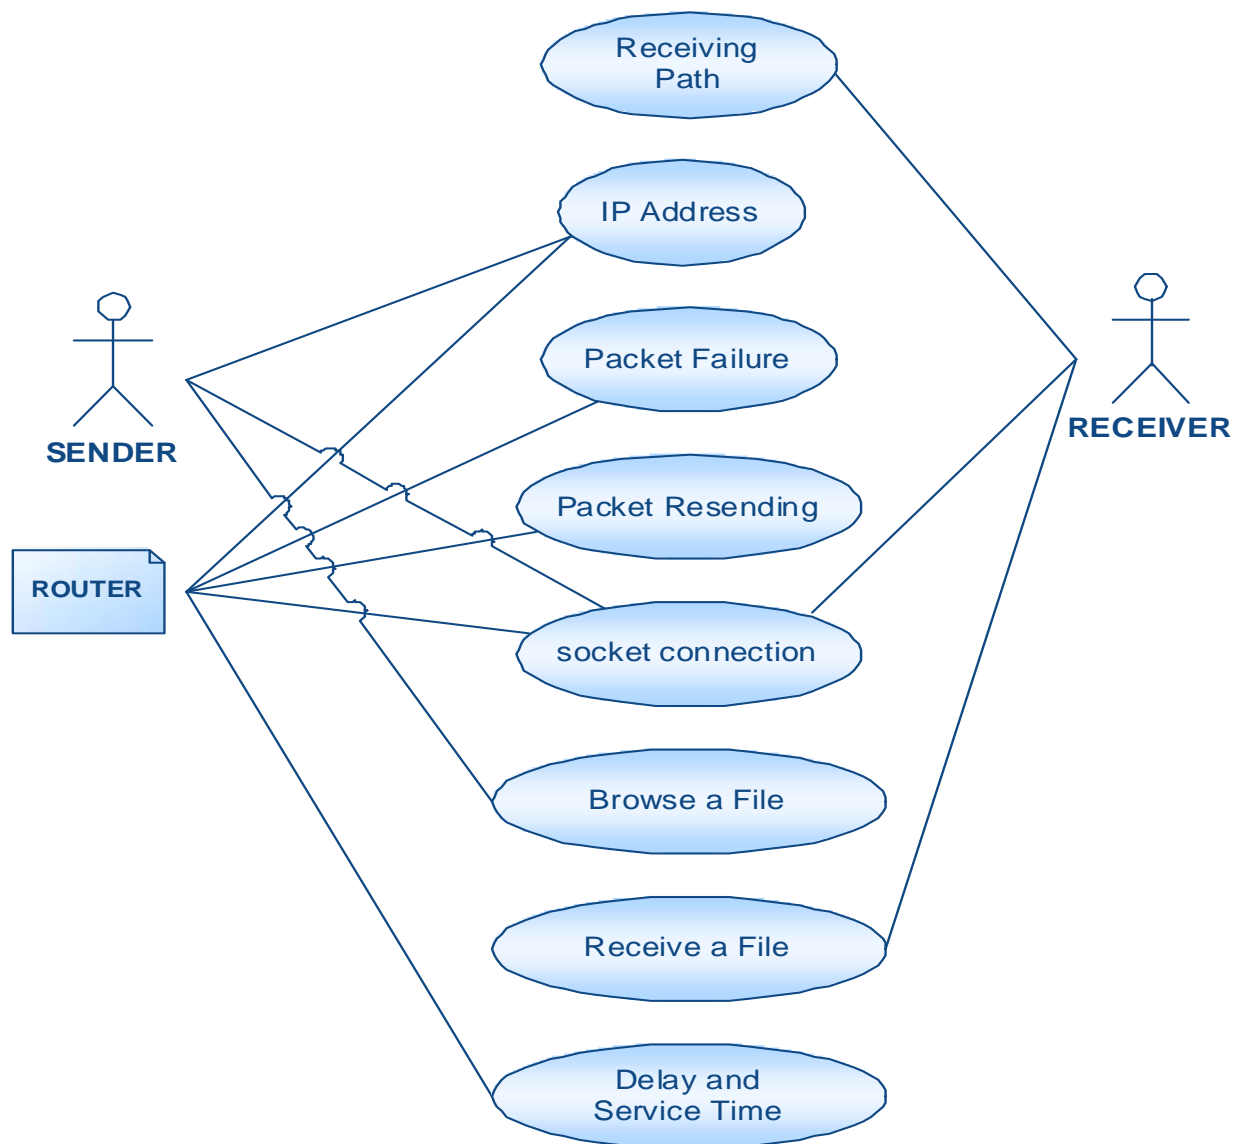 Receiving
Path
IP Address
Packet Failure
SENDER
RECEIVER
Packet Resending
ROUTER
socket connection
Browse a File
Receive a File
Delay and
Service Time